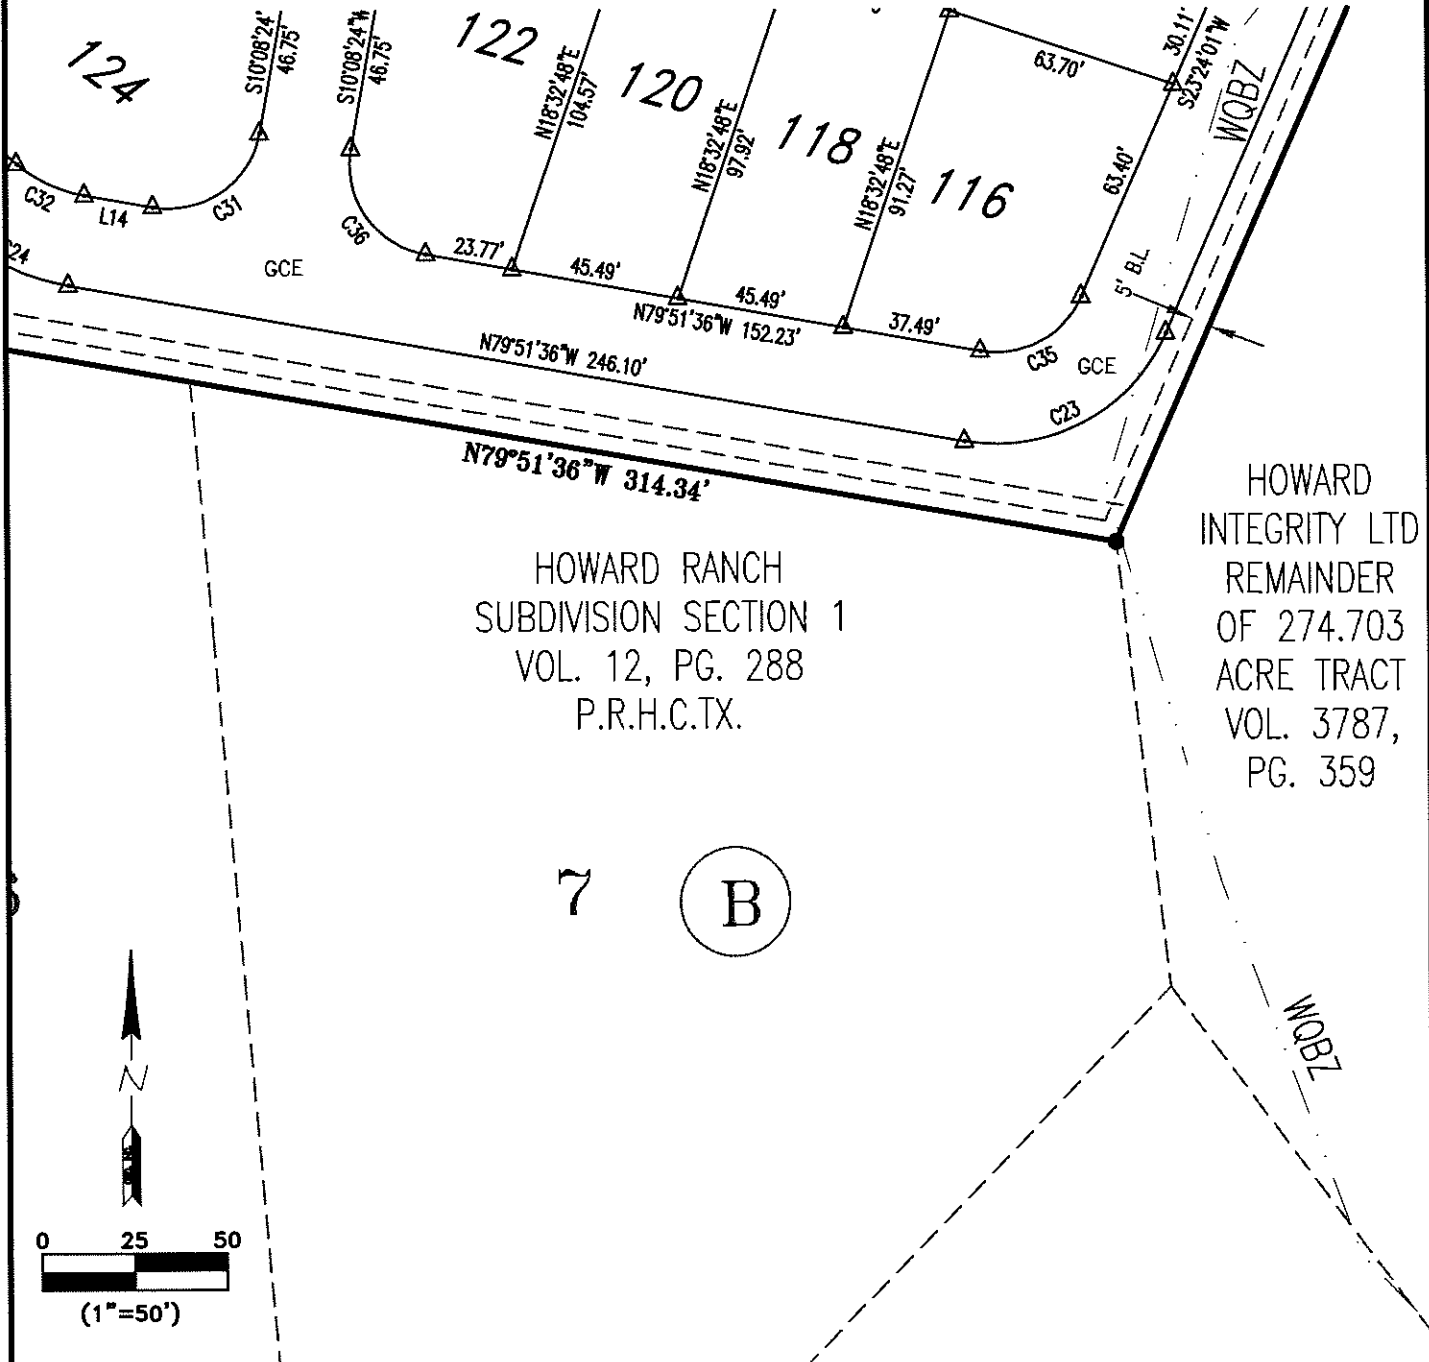 124
S10°08'24"
46.75'
S10°08'24"W
46.75'
122
N18°32'48"E
104.57'
120
N18°32'48"E
97.92'
118
N18°32'48"E
91.27'
116
63.70'
30.11'
S23°24'01"W
WQBZ
63.40'
C32
L14
C31
C36
C24
GCE
23.77'
45.49'
45.49'
N79°51'36"W 152.23'
37.49'
C35
GCE
5' B.L.
N79°51'36"W 246.10'
C23
N79°51'36"W 314.34'
HOWARD RANCH
SUBDIVISION SECTION 1
VOL. 12, PG. 288
P.R.H.C.TX.
HOWARD
INTEGRITY LTD
REMAINDER
OF 274.703
ACRE TRACT
VOL. 3787,
PG. 359
7 B
WQBZ
N
0 25 50
(1"=50')